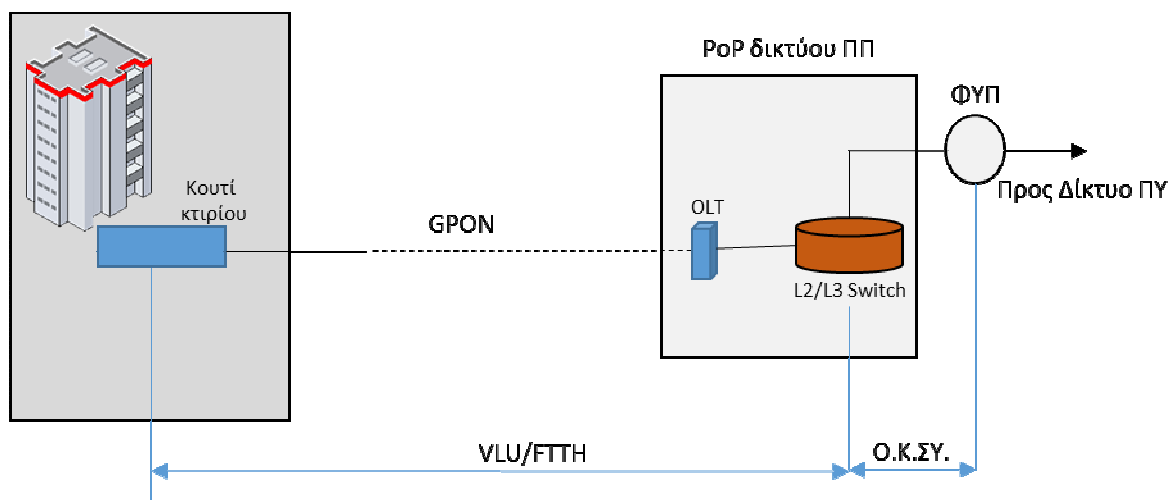 PoP δικτύου ΠΠ
ΦΥΠ
Προς Δίκτυο ΠΥ
Κουτί
κτιρίου
GPON
OLT
L2/L3 Switch
VLU/FTTH
Ο.Κ.ΣΥ.